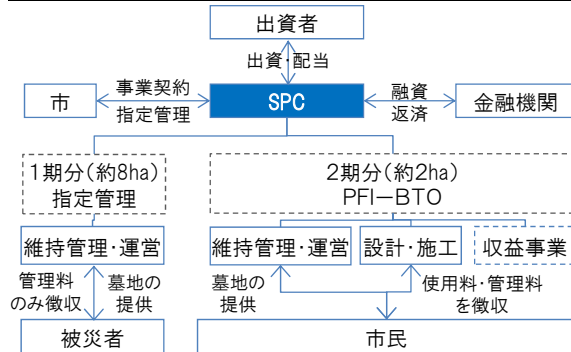 出資者
出資・配当
市
事業契約
指定管理
SPC
融資
返済
金融機関
1期分(約8ha)
指定管理
2期分(約2ha)
PFI－BTO
維持管理・運営
維持管理・運営
設計・施工
収益事業
管理料
のみ徴収
墓地の
提供
墓地の
提供
使用料・管理料
を徴収
被災者
市民